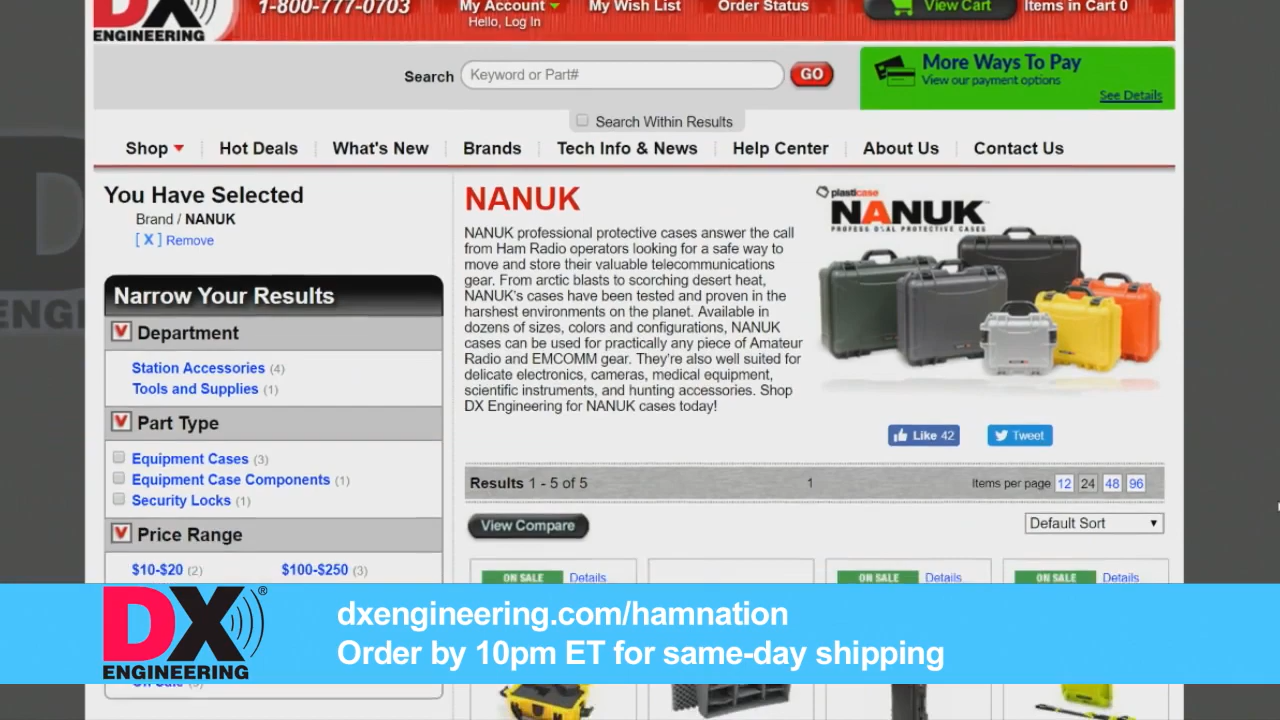 DX
ENGINEERING
1-800-777-0703
My Account
Hello, Log In
My Wish List
Order Status
View Cart
Items in Cart 0
Search
Keyword or Part#
GO
More Ways To Pay
View our payment options
See Details
Search Within Results
Shop
Hot Deals
What's New
Brands
Tech Info & News
Help Center
About Us
Contact Us
You Have Selected
Brand / NANUK
[ X ] Remove
Narrow Your Results
Department
Station Accessories (4)
Tools and Supplies (1)
Part Type
Equipment Cases (3)
Equipment Case Components (1)
Security Locks (1)
Price Range
$10-$20 (2)
$100-$250 (3)
NANUK
NANUK professional protective cases answer the call
from Ham Radio operators looking for a safe way to
move and store their valuable telecommunications
gear. From arctic blasts to scorching desert heat,
NANUK's cases have been tested and proven in the
harshest environments on the planet. Available in
dozens of sizes, colors and configurations, NANUK
cases can be used for practically any piece of Amateur
Radio and EMCOMM gear. They're also well suited for
delicate electronics, cameras, medical equipment,
scientific instruments, and hunting accessories. Shop
DX Engineering for NANUK cases today!
plasticase
NANUK
PROFESSIONAL PROTECTIVE CASES
Like 42
Tweet
Results 1 - 5 of 5
1
Items per page 12 24 48 96
View Compare
Default Sort
ON SALE Details
ON SALE Details
ON SALE Details
D
ENG
DX
ENGINEERING
®
dxengineering.com/hamnation
Order by 10pm ET for same-day shipping